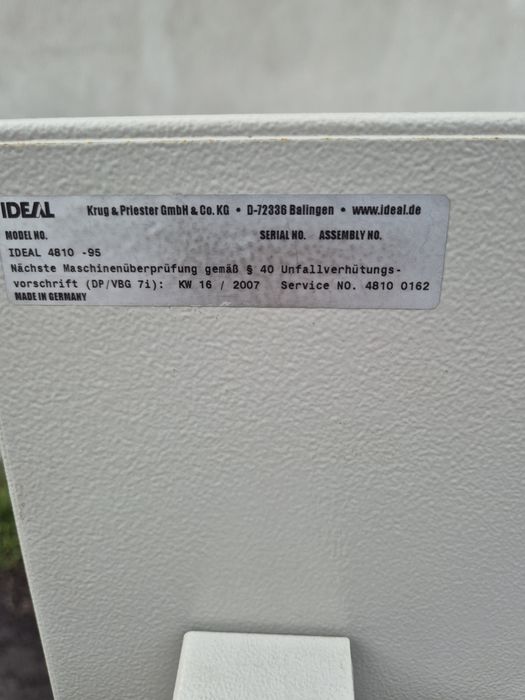 IDEAL Krug & Priester GmbH & Co. KG • D-72336 Balingen • www.ideal.de
MODEL NO. SERIAL NO. ASSEMBLY NO.
IDEAL 4810 -95
Nächste Maschinenüberprüfung gemäß § 40 Unfallverhütungs-
vorschrift (DP/VBG 7i): KW 16 / 2007 Service NO. 4810 0162
MADE IN GERMANY